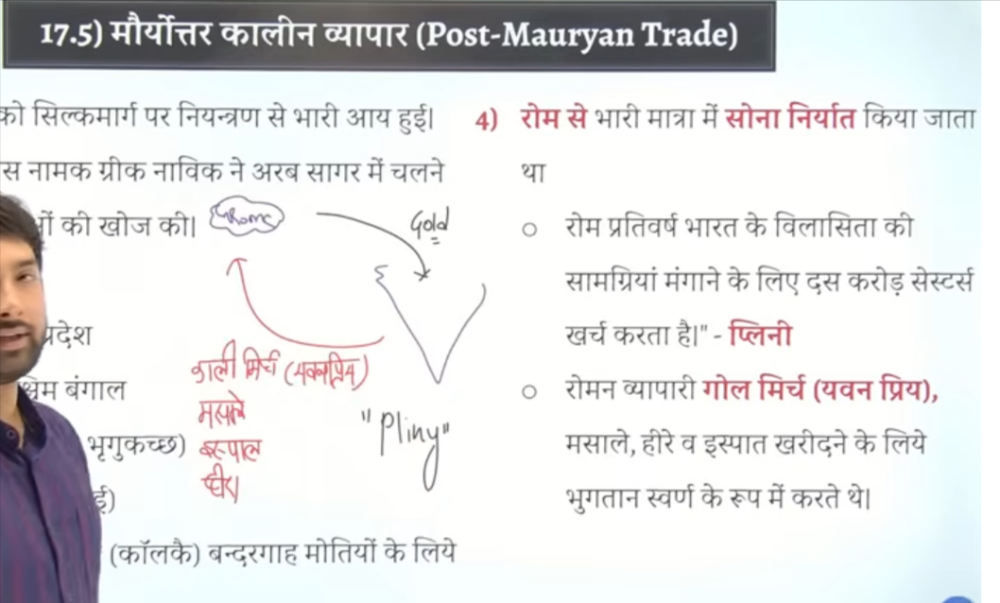 17.5) मौर्योत्तर कालीन व्यापार (Post-Mauryan Trade)
को सिल्कमार्ग पर नियन्त्रण से भारी आय हुई।
स नामक ग्रीक नाविक ने अरब सागर में चलने
ओं की खोज की।
Rome
Gold
प्रदेश
श्चिम बंगाल
भृगुकच्छ)
ई)
(कॉलकै) बन्दरगाह मोतियों के लिये
काली मिर्च (यवनप्रिय)
मसाले
इस्पात
हीरा
"Pliny"
4) रोम से भारी मात्रा में सोना निर्यात किया जाता
था
○ रोम प्रतिवर्ष भारत के विलासिता की
सामग्रियां मंगाने के लिए दस करोड़ सेस्टर्स
खर्च करता है।" - प्लिनी
○ रोमन व्यापारी गोल मिर्च (यवन प्रिय),
मसाले, हीरे व इस्पात खरीदने के लिये
भुगतान स्वर्ण के रूप में करते थे।